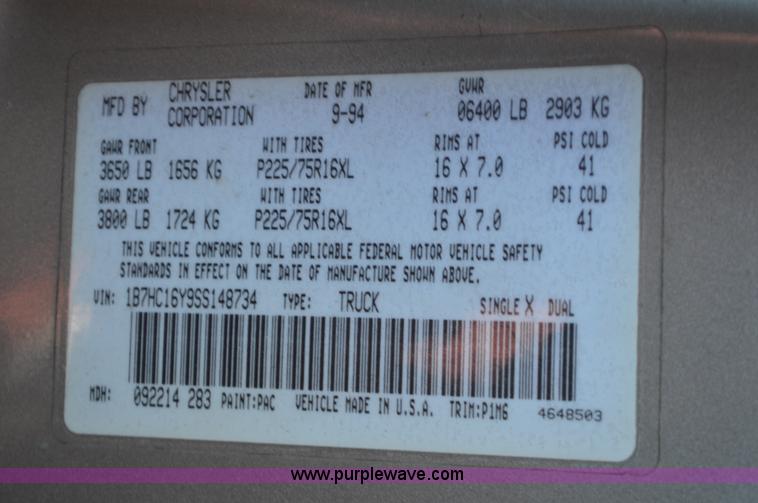 MFD BY CHRYSLER CORPORATION DATE OF MFR 9-94 GVWR 06400 LB 2903 KG
GAWR FRONT WITH TIRES RIMS AT PSI COLD
3650 LB 1656 KG P225/75R16XL 16 X 7.0 41
GAWR REAR WITH TIRES RIMS AT PSI COLD
3800 LB 1724 KG P225/75R16XL 16 X 7.0 41
THIS VEHICLE CONFORMS TO ALL APPLICABLE FEDERAL MOTOR VEHICLE SAFETY
STANDARDS IN EFFECT ON THE DATE OF MANUFACTURE SHOWN ABOVE.
VIN: 1B7HC16Y9SS148734 TYPE: TRUCK SINGLE X DUAL
MDH: 092214 283 PAINT:PAC VEHICLE MADE IN U.S.A. TRIM:P1M6 4648503
www.purplewave.com